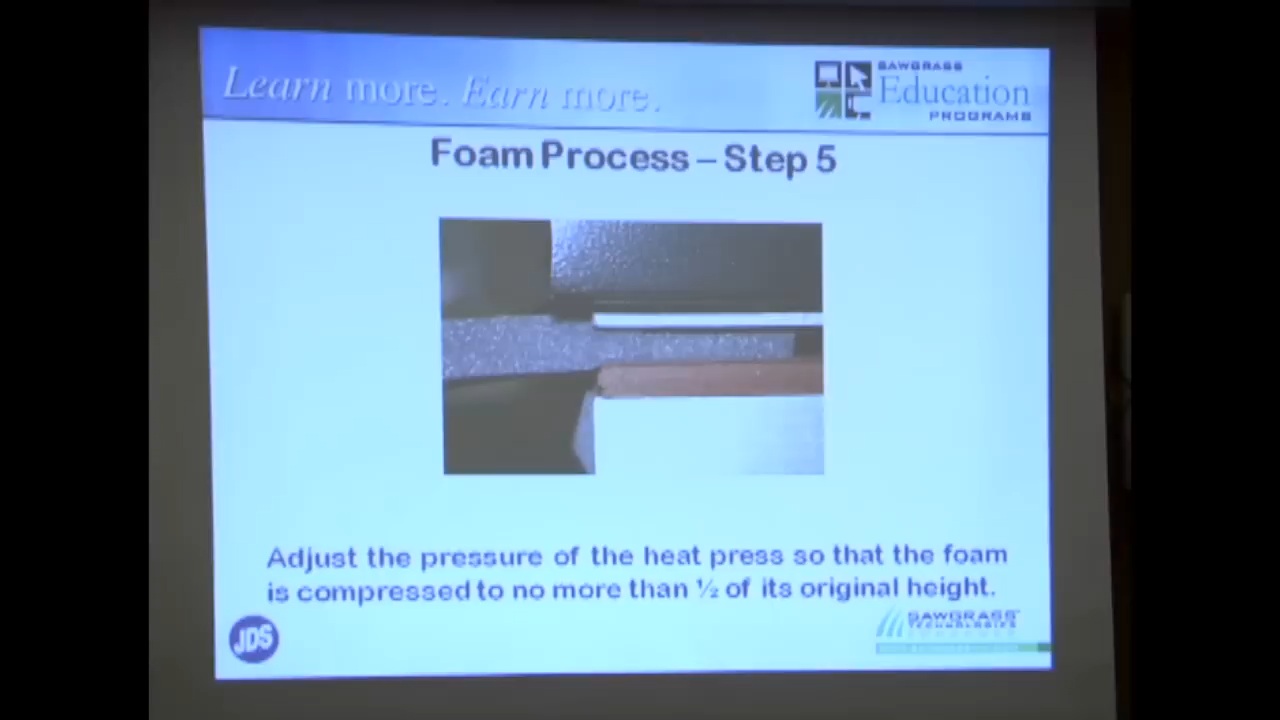 Learn more. Earn more.
SAWGRASS
Education
PROGRAMS
Foam Process – Step 5
Adjust the pressure of the heat press so that the foam
is compressed to no more than ½ of its original height.
JDS
SAWGRASS
TECHNOLOGIES